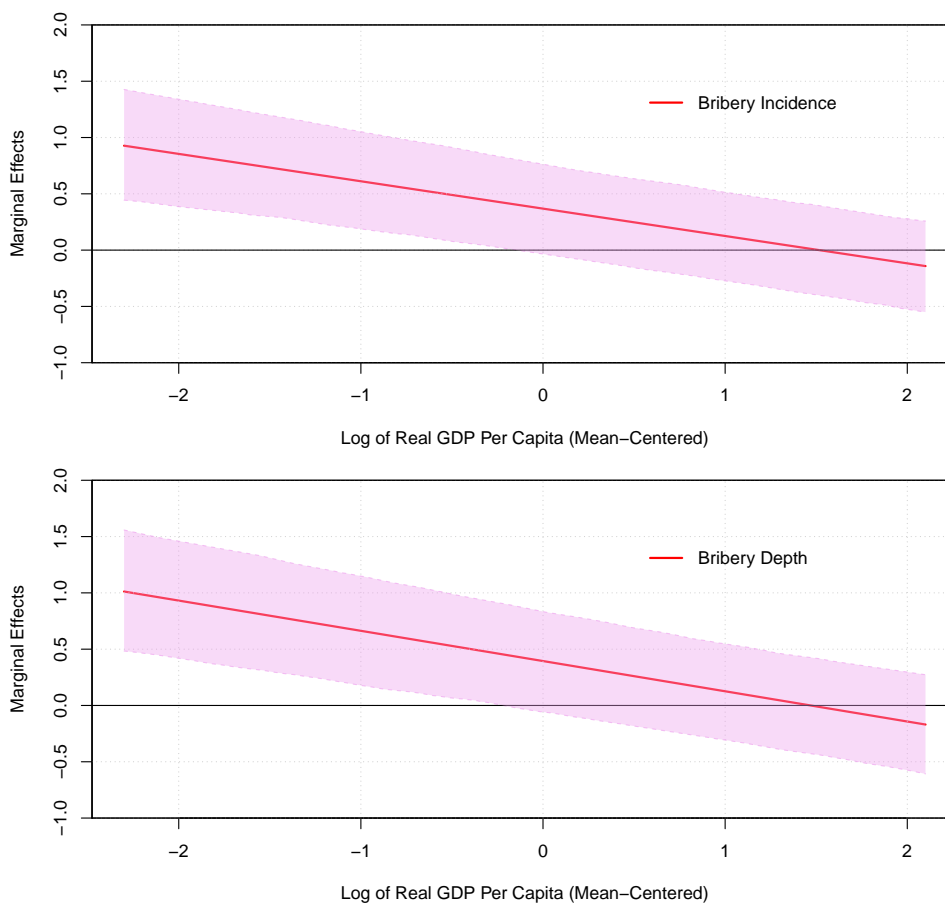 2.0
1.5
1.0
0.5
0.0
−0.5
−1.0
Marginal Effects
Bribery Incidence
−2 −1 0 1 2
Log of Real GDP Per Capita (Mean−Centered)
2.0
1.5
1.0
0.5
0.0
−0.5
−1.0
Marginal Effects
Bribery Depth
−2 −1 0 1 2
Log of Real GDP Per Capita (Mean−Centered)